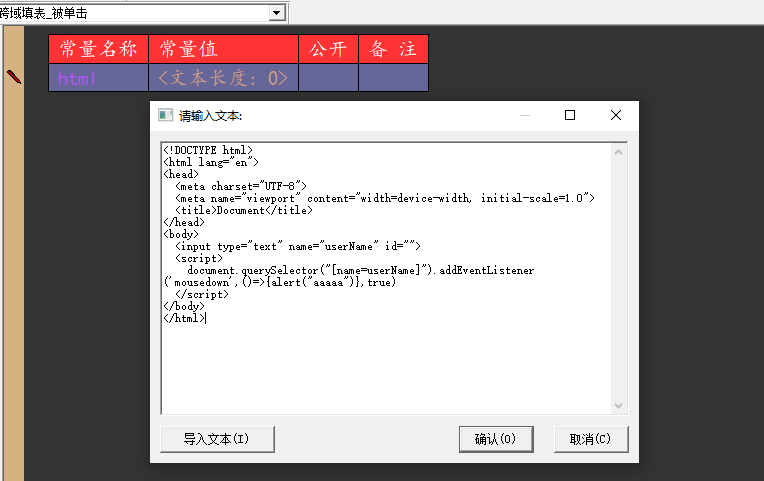 跨域填表_被单击
常量名称 常量值 公开 备 注
html <文本长度: 0>
请输入文本:
<!DOCTYPE html>
<html lang="en">
<head>
  <meta charset="UTF-8">
  <meta name="viewport" content="width=device-width, initial-scale=1.0">
  <title>Document</title>
</head>
<body>
  <input type="text" name="userName" id="">
  <script>
    document.querySelector("[name=userName]").addEventListener
('mousedown',()=>{alert("aaaaa")},true)
  </script>
</body>
</html>
导入文本(I) 确认(O) 取消(C)